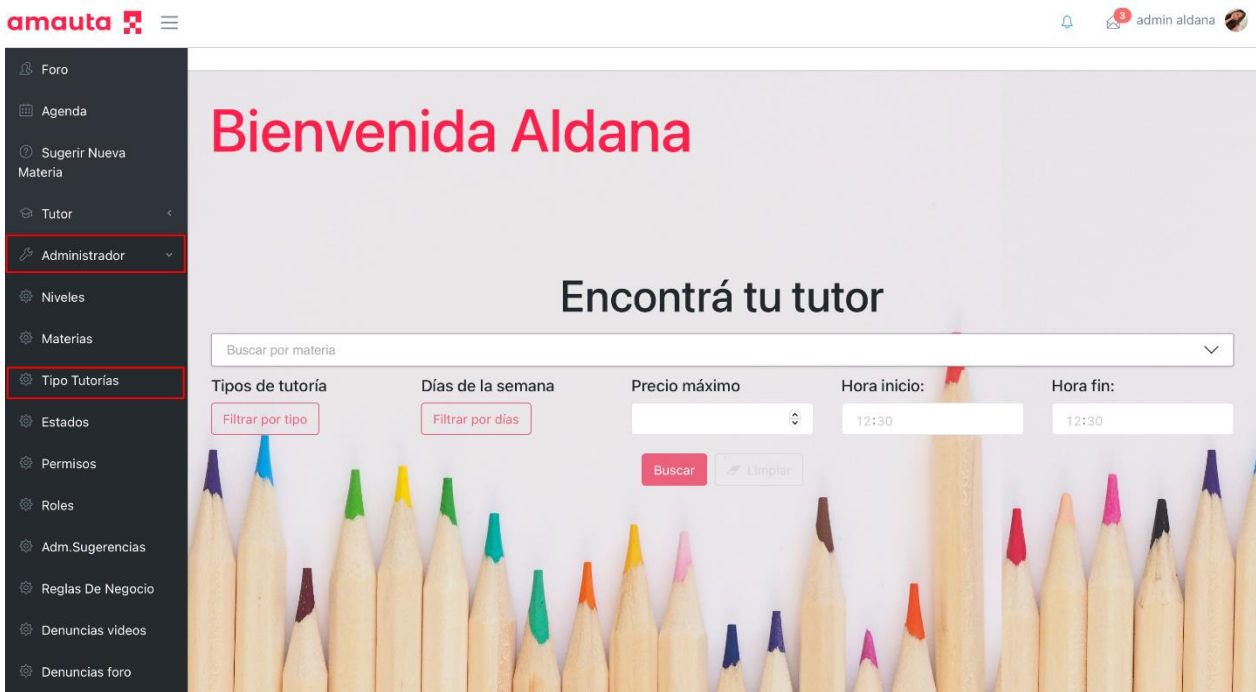 amauta
3
admin aldana
Foro
Agenda
Sugerir Nueva
Materia
Tutor
Administrador
Niveles
Materias
Tipo Tutorías
Estados
Permisos
Roles
Adm.Sugerencias
Reglas De Negocio
Denuncias videos
Denuncias foro
Bienvenida Aldana
Encontrá tu tutor
Buscar por materia
Tipos de tutoría Días de la semana Precio máximo Hora inicio: Hora fin:
Filtrar por tipo Filtrar por días 12:30 12:30
Buscar Limpiar